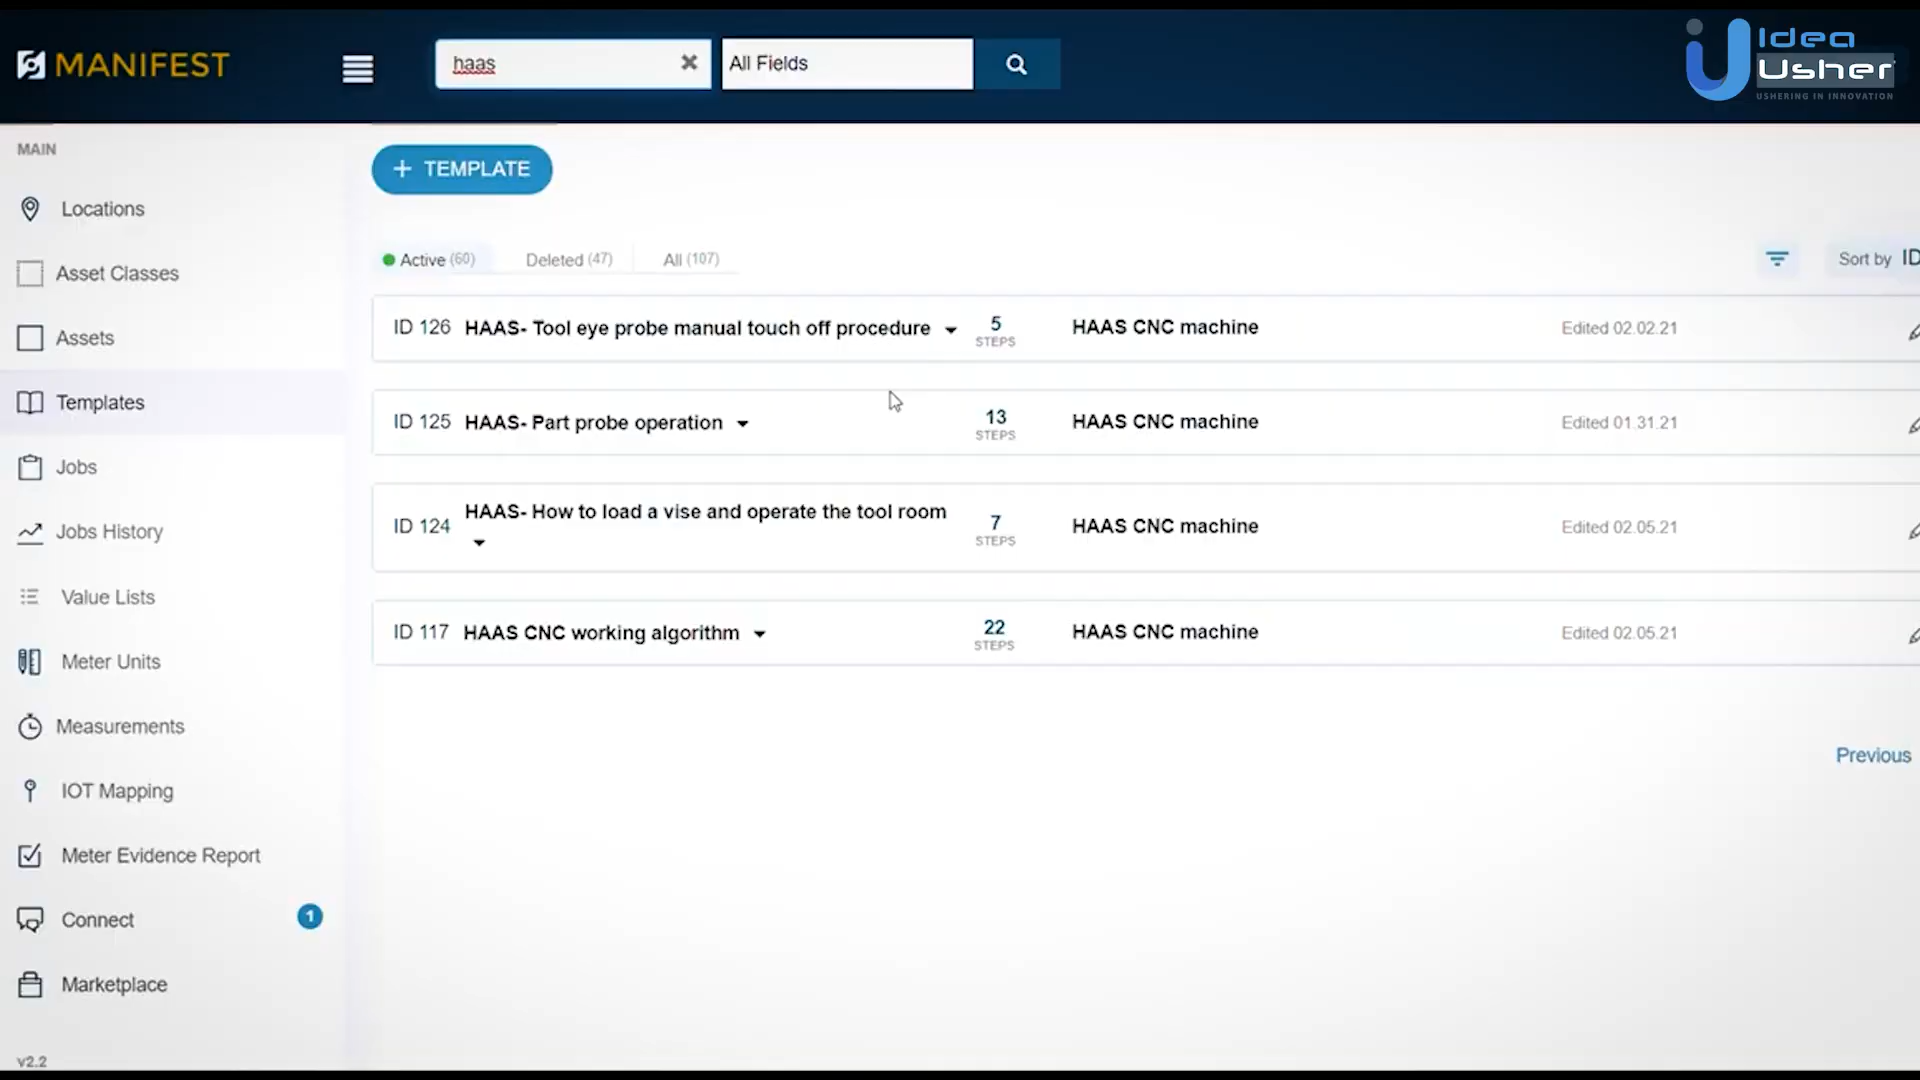 MANIFEST
haas
All Fields
Idea
Usher
USHERING IN INNOVATION
MAIN
Locations
Asset Classes
Assets
Templates
Jobs
Jobs History
Value Lists
Meter Units
Measurements
IOT Mapping
Meter Evidence Report
Connect 1
Marketplace
v2.2
+ TEMPLATE
Active (60) Deleted (47) All (107)
Sort by ID
ID 126 HAAS- Tool eye probe manual touch off procedure 5 STEPS HAAS CNC machine Edited 02.02.21
ID 125 HAAS- Part probe operation 13 STEPS HAAS CNC machine Edited 01.31.21
ID 124 HAAS- How to load a vise and operate the tool room 7 STEPS HAAS CNC machine Edited 02.05.21
ID 117 HAAS CNC working algorithm 22 STEPS HAAS CNC machine Edited 02.05.21
Previous